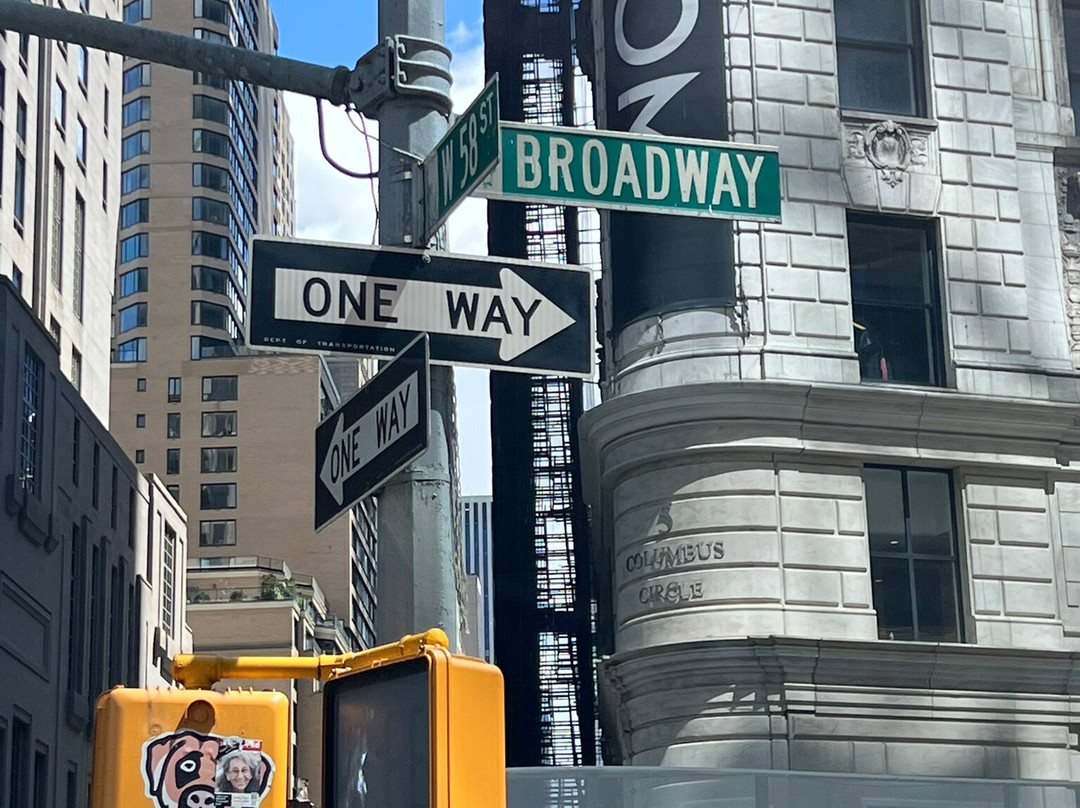 W 58 ST
BROADWAY
ONE WAY
DEPT OF TRANSPORTATION
ONE WAY
5
COLUMBUS
CIRCLE